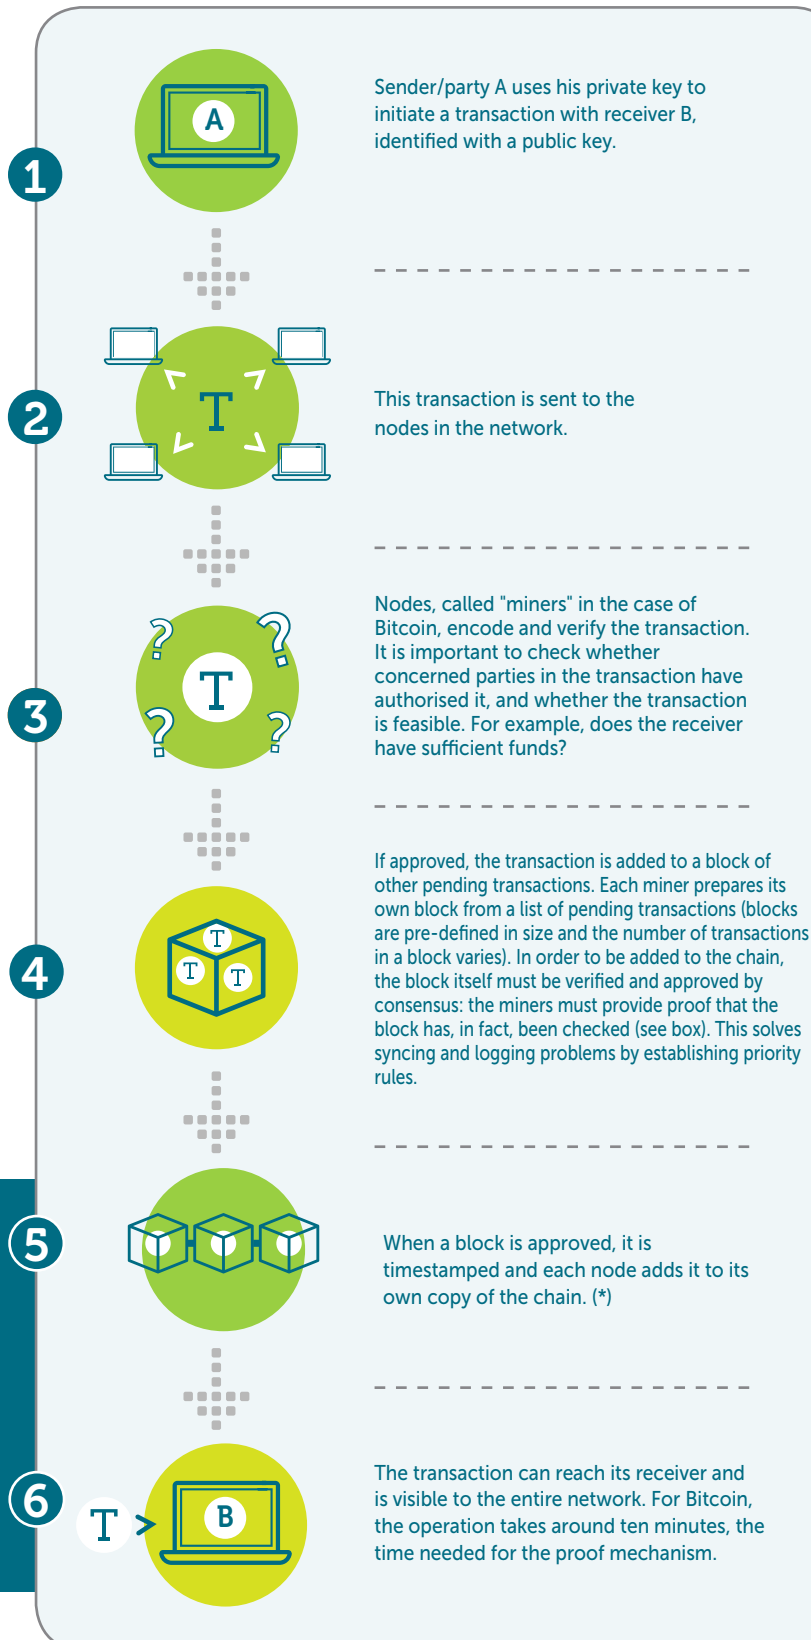 A
Sender/party A uses his private key to
initiate a transaction with receiver B,
identified with a public key.
1
T
This transaction is sent to the
nodes in the network.
2
? ?
T
? ?
Nodes, called "miners" in the case of
Bitcoin, encode and verify the transaction.
It is important to check whether
concerned parties in the transaction have
authorised it, and whether the transaction
is feasible. For example, does the receiver
have sufficient funds?
3
If approved, the transaction is added to a block of
other pending transactions. Each miner prepares its
own block from a list of pending transactions (blocks
are pre-defined in size and the number of transactions
in a block varies). In order to be added to the chain,
the block itself must be verified and approved by
consensus: the miners must provide proof that the
block has, in fact, been checked (see box). This solves
syncing and logging problems by establishing priority
rules.
4
T
T T
When a block is approved, it is
timestamped and each node adds it to its
own copy of the chain. (*)
5
The transaction can reach its receiver and
is visible to the entire network. For Bitcoin,
the operation takes around ten minutes, the
time needed for the proof mechanism.
6
T > B